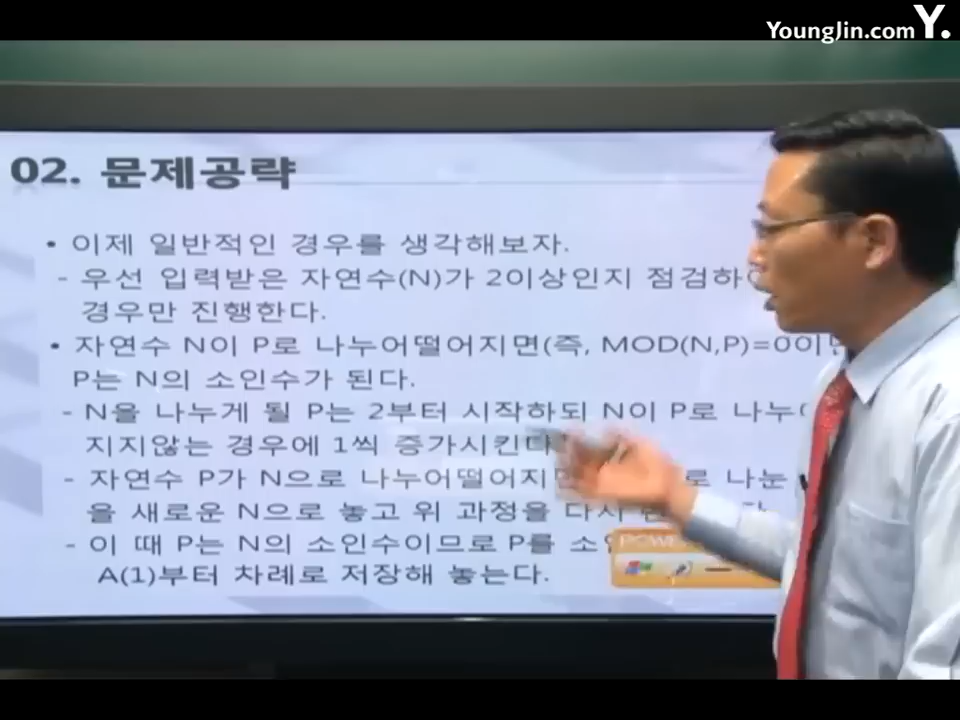 YoungJin.com Y.
02. 문제공략
• 이제 일반적인 경우를 생각해보자.
- 우선 입력받은 자연수(N)가 2이상인지 점검하
경우만 진행한다.
• 자연수 N이 P로 나누어떨어지면(즉, MOD(N,P)=0이
P는 N의 소인수가 된다.
- N을 나누게 될 P는 2부터 시작하되 N이 P로 나누
지지않는 경우에 1씩 증가시킨다
- 자연수 P가 N으로 나누어떨어지 로 나눈
을 새로운 N으로 놓고 위 과정을 다시
- 이 때 P는 N의 소인수이므로 P를 소
A(1)부터 차례로 저장해 놓는다.